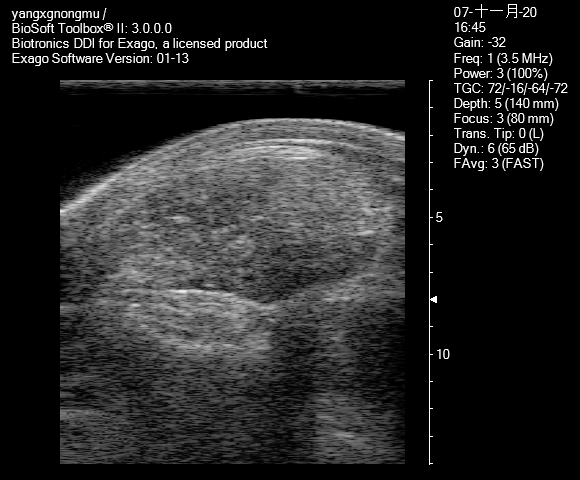 yangxgnongmu /
BioSoft Toolbox® II: 3.0.0.0
Biotronics DDI for Exago, a licensed product
Exago Software Version: 01-13
07-十一月-20
16:45
Gain: -32
Freq: 1 (3.5 MHz)
Power: 3 (100%)
TGC: 72/-16/-64/-72
Depth: 5 (140 mm)
Focus: 3 (80 mm)
Trans. Tip: 0 (L)
Dyn.: 6 (65 dB)
FAvg: 3 (FAST)
5
10